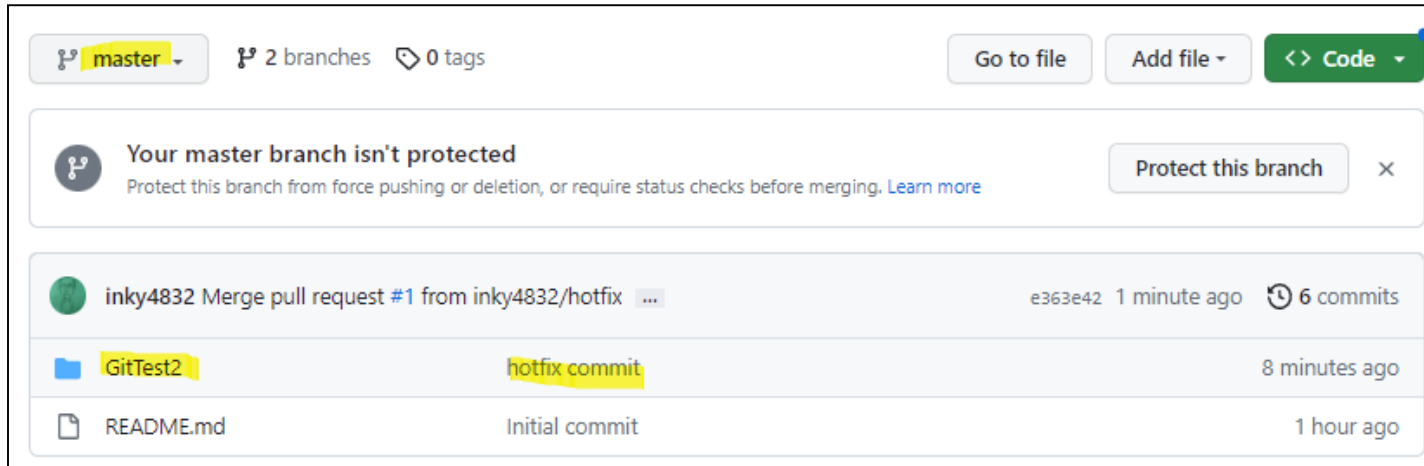 master 2 branches 0 tags Go to file Add file <> Code
Your master branch isn't protected
Protect this branch from force pushing or deletion, or require status checks before merging. Learn more
Protect this branch ×
inky4832 Merge pull request #1 from inky4832/hotfix ... e363e42 1 minute ago 6 commits
GitTest2 hotfix commit 8 minutes ago
README.md Initial commit 1 hour ago